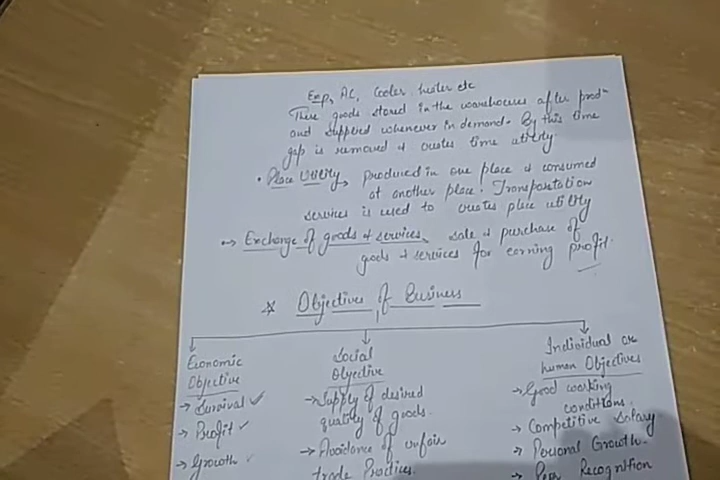 Exp, AC, Cooler, heater etc
These goods stored in the warehouses after prodn
and supplied whenever in demand. By this time
gap is removed & creates time utility.
• Place Utility → produced in one place & consumed
at another place. Transportation
services is used to creates place utility
→ Exchange of goods & services → sale & purchase of
goods & services for earning profit.
Objectives of Business
Economic Objective
→ Survival ✓
→ Profit ✓
→ Growth ✓
Social Objective
→ Supply of desired
quality of goods.
→ Avoidance of unfair
trade Practices.
Individual or
human Objectives
→ Good working
conditions.
→ Competitive Salary
→ Personal Growth.
→ Peer Recognition